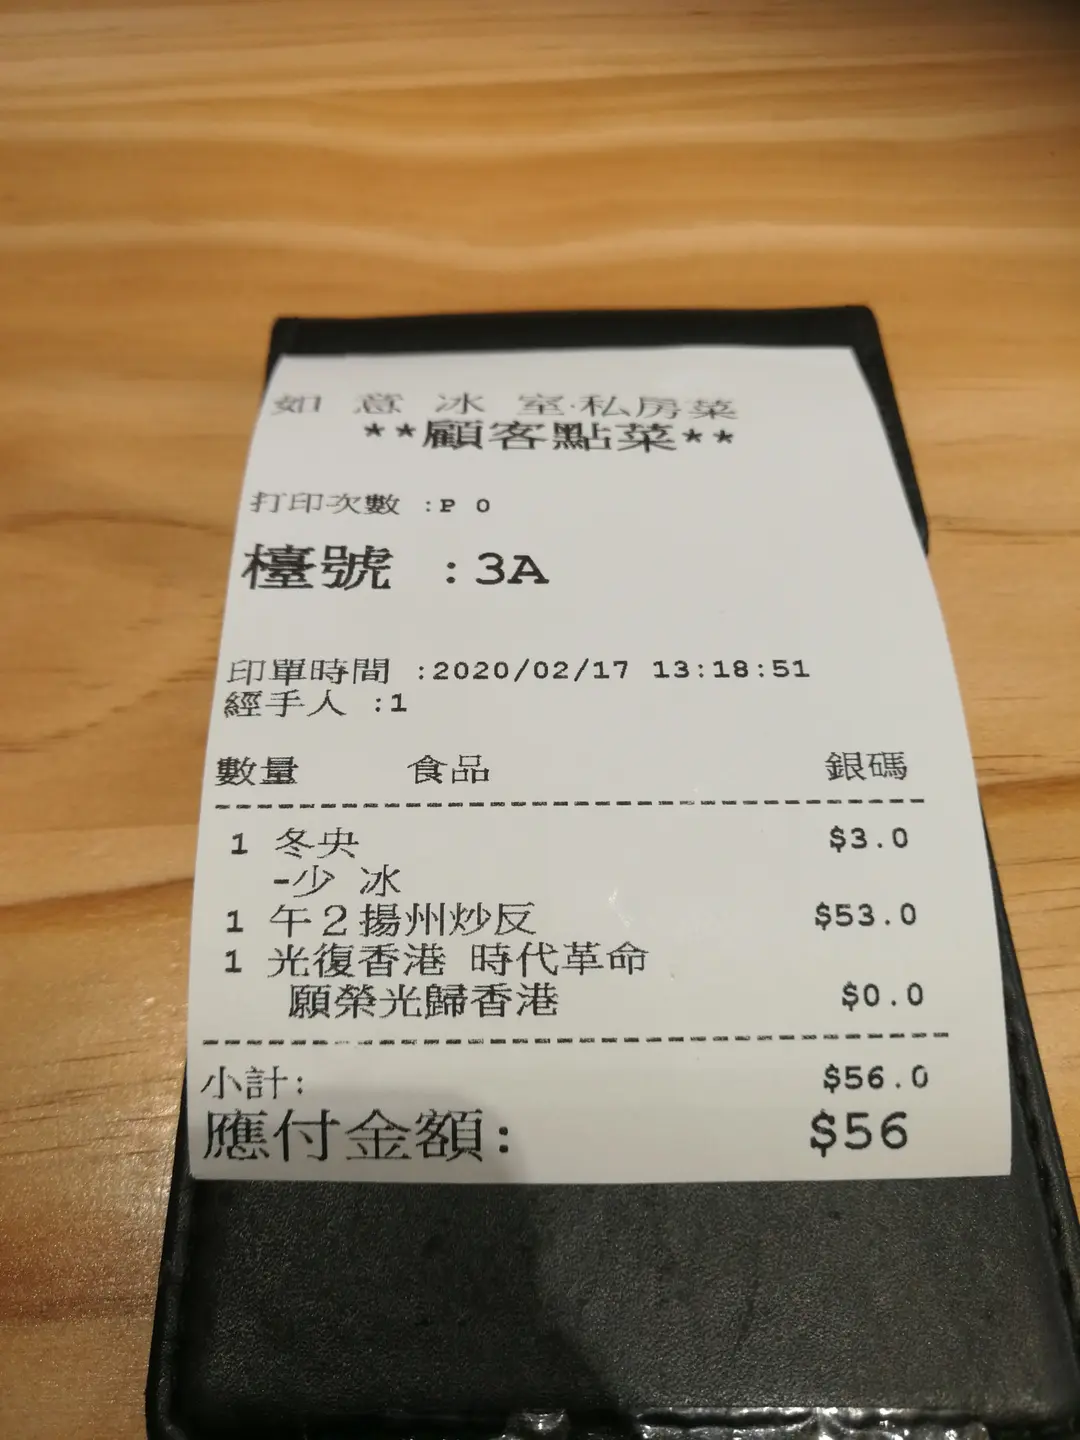 如 意 冰 室·私房菜
**顧客點菜**
打印次數 :P 0
檯號 :3A
印單時間 :2020/02/17 13:18:51
經手人 :1
數量 食品 銀碼
1 冬央 $3.0
-少 冰
1 午2揚州炒反 $53.0
1 光復香港 時代革命
願榮光歸香港 $0.0
小計: $56.0
應付金額: $56